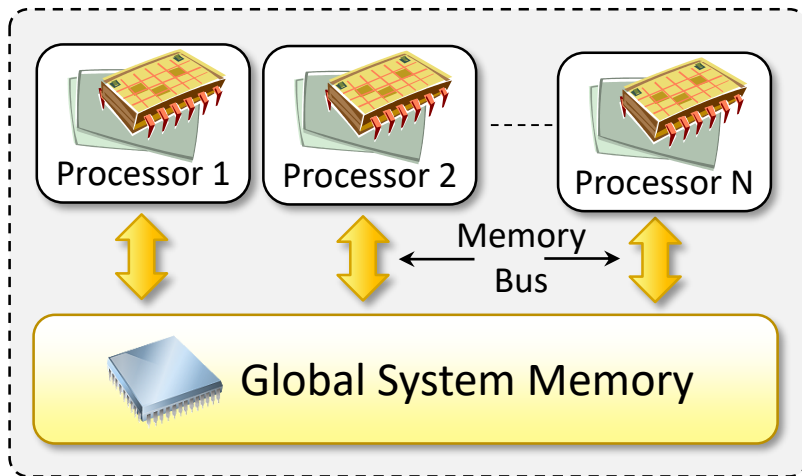 Processor 1
Processor 2
Processor N
Memory
Bus
Global System Memory